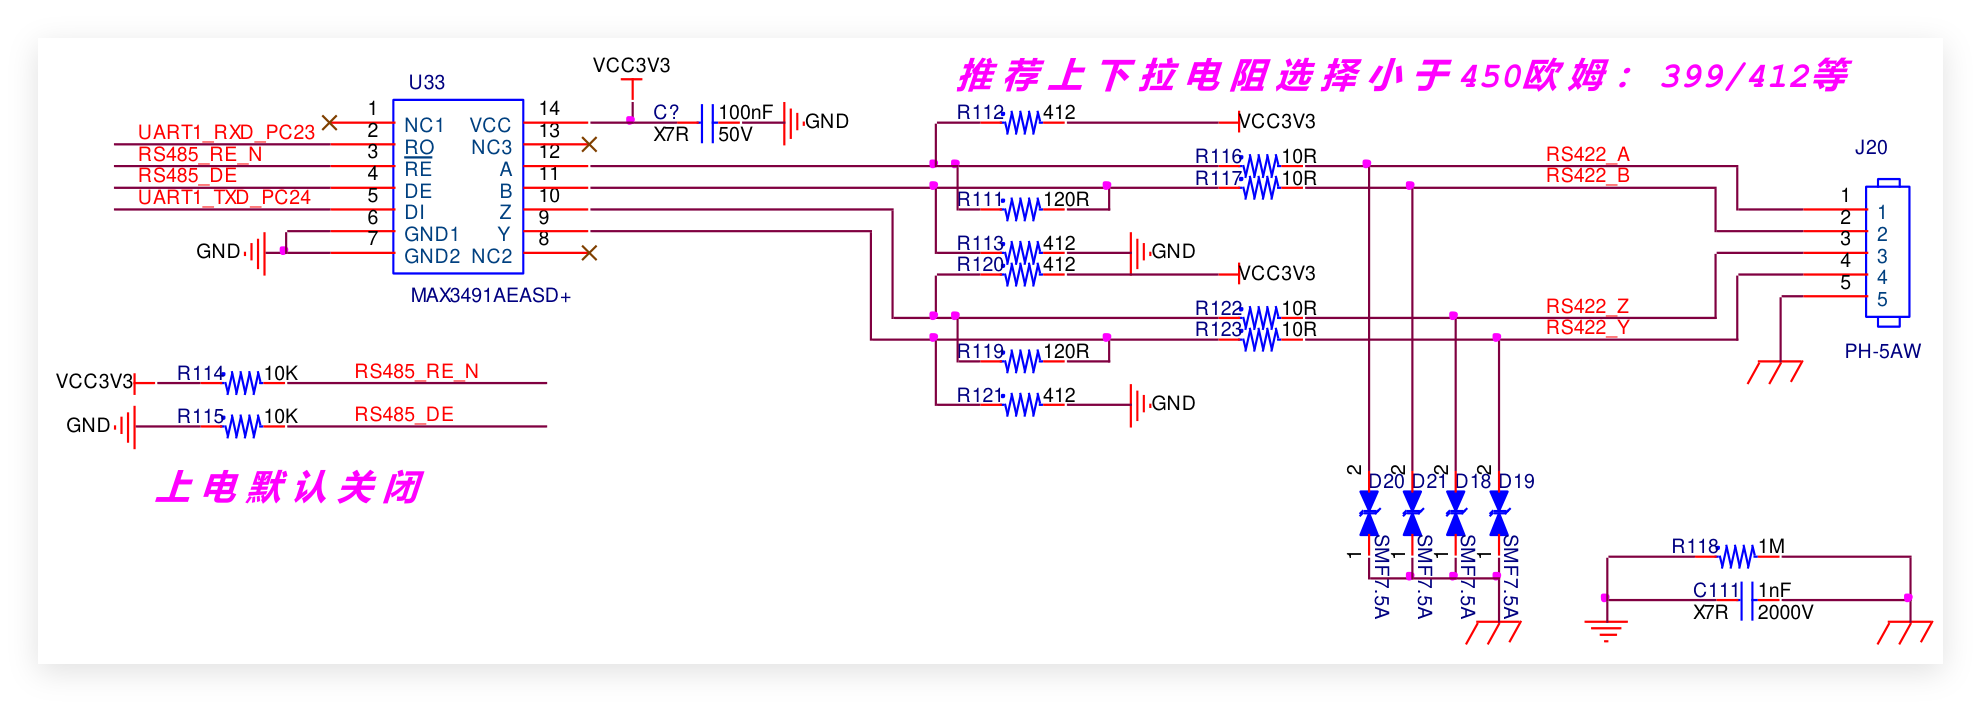 推荐上下拉电阻选择小于450欧姆：399/412等
U33
VCC3V3
1
2
3
4
5
6
7
NC1
RO
RE
DE
DI
GND1
GND2
VCC
NC3
A
B
Z
Y
NC2
14
13
12
11
10
9
8
MAX3491AEASD+
UART1_RXD_PC23
RS485_RE_N
RS485_DE
UART1_TXD_PC24
GND
C?
X7R
100nF
50V
GND
R112 412 VCC3V3
R116 10R RS422_A
R117 10R RS422_B
R111 120R
R113 412 GND
R120 412 VCC3V3
R122 10R RS422_Z
R123 10R RS422_Y
R119 120R
R121 412 GND
J20
1 1
2 2
3 3
4 4
5 5
PH-5AW
VCC3V3 R114 10K RS485_RE_N
GND R115 10K RS485_DE
上电默认关闭
2 2 2 2
D20 D21 D18 D19
1 1 1 1
SMF7.5A SMF7.5A SMF7.5A SMF7.5A
R118 1M
C111 1nF
X7R 2000V